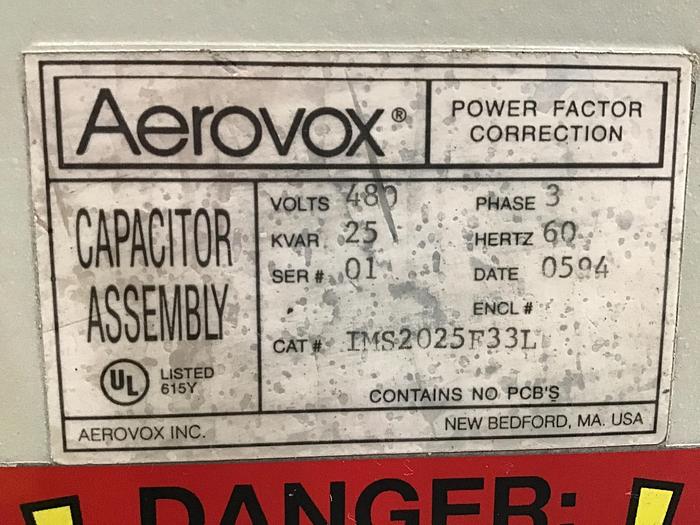 Aerovox®
POWER FACTOR
CORRECTION
CAPACITOR
ASSEMBLY
UL LISTED
615Y
VOLTS 480 PHASE 3
KVAR 25 HERTZ 60
SER # 01 DATE 0594
ENCL #
CAT # IMS2025F33L
CONTAINS NO PCB'S
AEROVOX INC. NEW BEDFORD, MA. USA
DANGER: